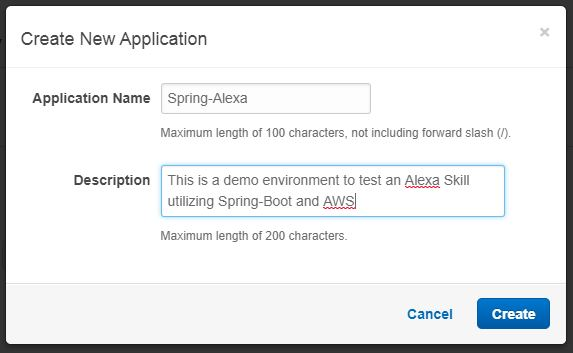 Create New Application
×
Application Name Spring-Alexa
Maximum length of 100 characters, not including forward slash (/).
Description This is a demo environment to test an Alexa Skill
utilizing Spring-Boot and AWS
Maximum length of 200 characters.
Cancel Create